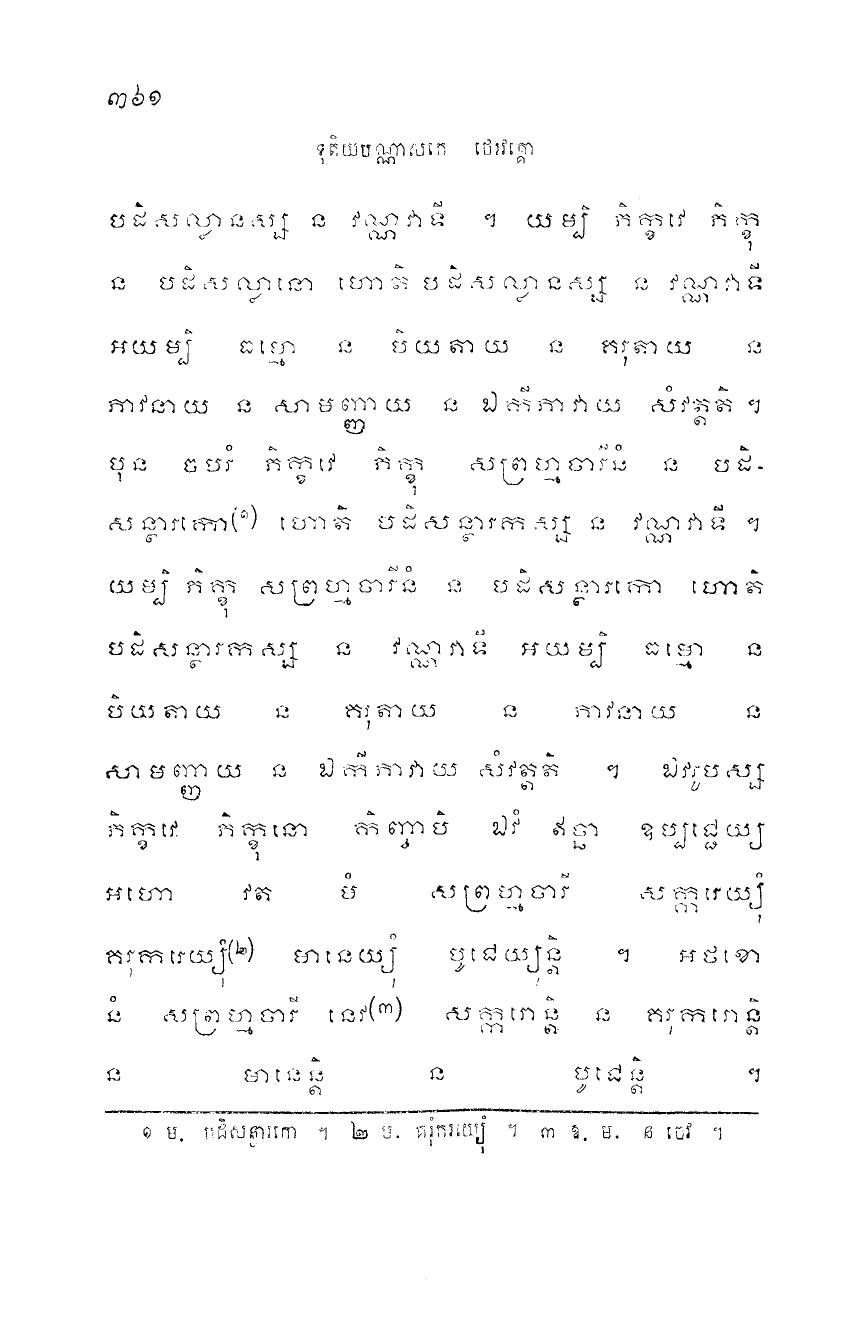 ៣៦១
ទុតិយបណ្ណាសកេ ថេរវគ្គោ
បដិសល្លានស្ស ន វណ្ណវាទី ។ យម្បិ ភិក្ខវេ ភិក្ខុ
ន បដិសល្លានោ ហោតិ បដិសល្លានស្ស ន វណ្ណវាទី
អយម្បិ ធម្មោ ន បិយតាយ ន គរុតាយ ន
ភាវនាយ ន សាមញ្ញាយ ន ឯកីភាវាយ សំវត្តតិ ។
បុន ចបរំ ភិក្ខវេ ភិក្ខុ សព្រហ្មចារីនំ ន បដិ-
សន្ថារកោ(១) ហោតិ បដិសន្ថារកស្ស ន វណ្ណវាទី ។
យម្បិ ភិក្ខុ សព្រហ្មចារីនំ ន បដិសន្ថារកោ ហោតិ
បដិសន្ថារកស្ស ន វណ្ណវាទី អយម្បិ ធម្មោ ន
បិយតាយ ន គរុតាយ ន ភាវនាយ ន
សាមញ្ញាយ ន ឯកីភាវាយ សំវត្តតិ ។ ឯវរូបស្ស
ភិក្ខវេ ភិក្ខុនោ កិញ្ចាបិ ឯវំ ឥច្ឆា ឧប្បជ្ជេយ្យ
អហោ វត មំ សព្រហ្មចារី សក្ករេយ្យុំ
គរុករេយ្យុំ(២) មានេយ្យុំ បូជេយ្យុន្តិ ។ អថខោ
នំ សព្រហ្មចារី នេវ(៣) សក្ករោន្តិ ន គរុករោន្តិ
ន មានេន្តិ ន បូជេន្តិ ។
១ ម. បដិសន្ថារកោ ។ ២ ម. គរុំករេយ្យុំ ។ ៣ ឱ. ម. ន ចេវ ។